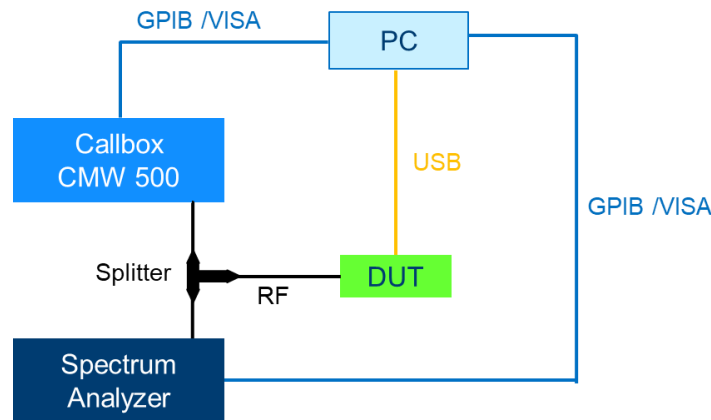 GPIB /VISA
PC
Callbox
CMW 500
USB
GPIB /VISA
Splitter
RF
DUT
Spectrum
Analyzer